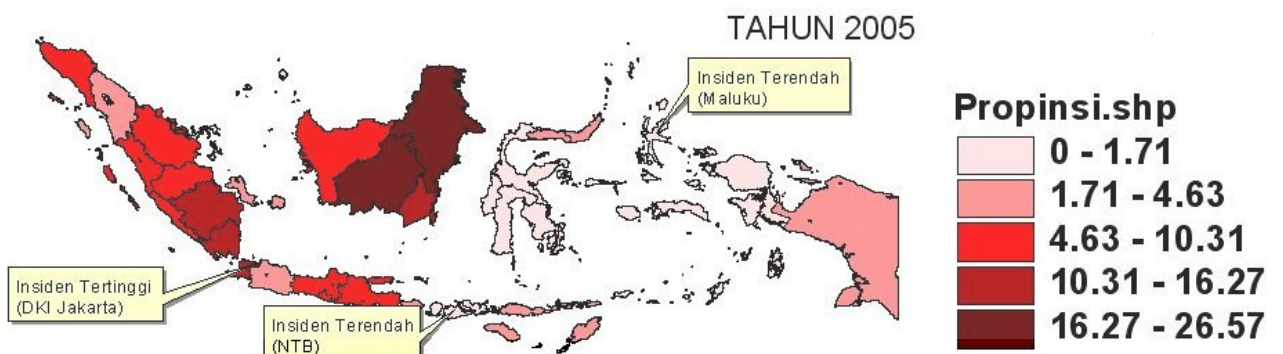 TAHUN 2005
Insiden Terendah
(Maluku)
Propinsi.shp
0 - 1.71
1.71 - 4.63
4.63 - 10.31
10.31 - 16.27
16.27 - 26.57
Insiden Tertinggi
(DKI Jakarta)
Insiden Terendah
(NTB)